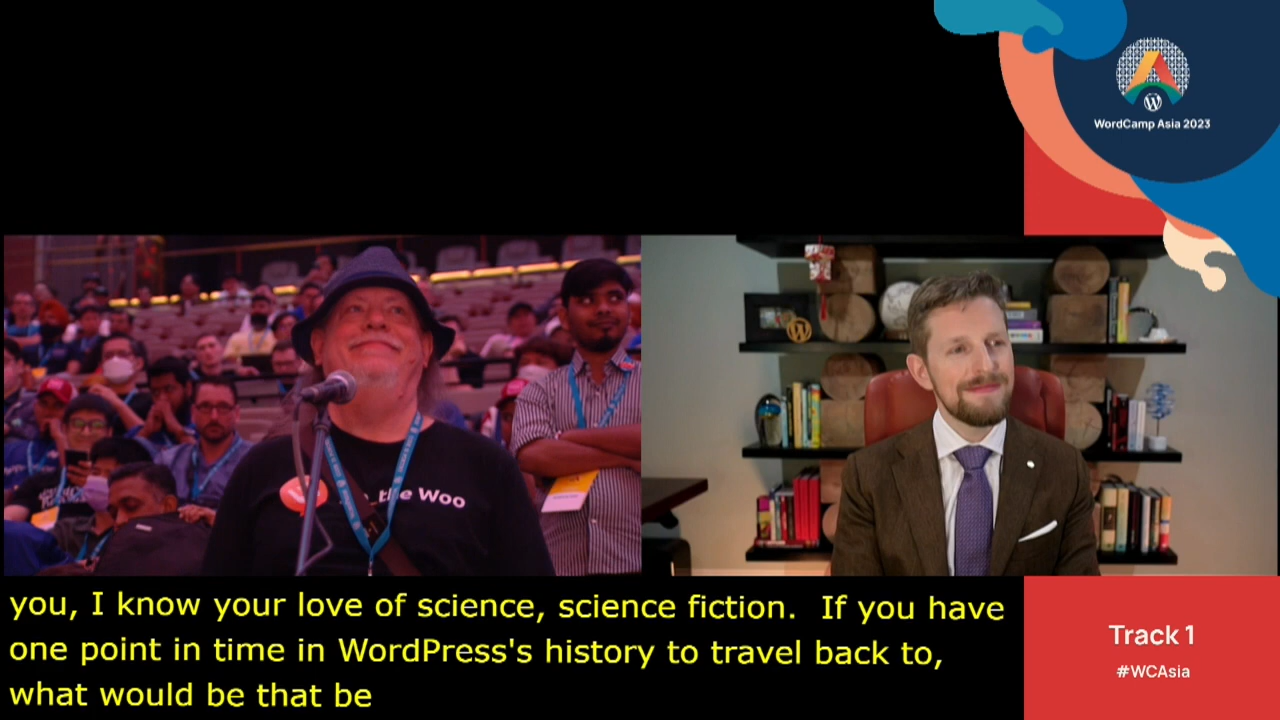 WordCamp Asia 2023
the Woo
you, I know your love of science, science fiction.  If you have
one point in time in WordPress's history to travel back to,
what would be that be
Track 1
#WCAsia